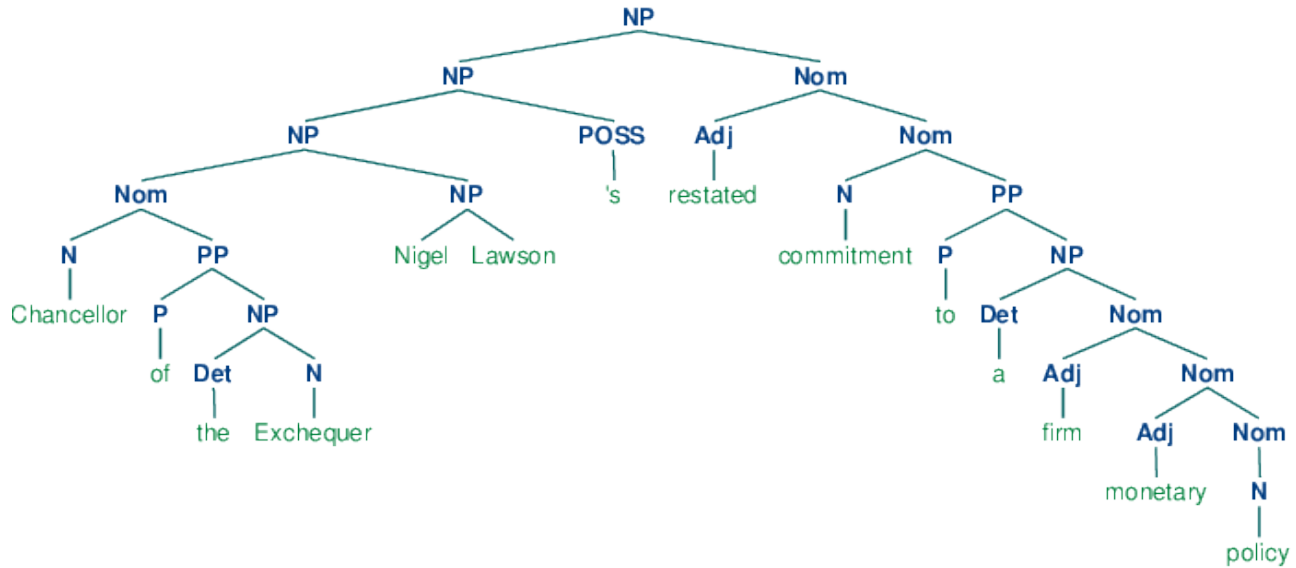 NP
NP Nom
NP POSS Adj Nom
Nom NP 's restated N PP
N PP Nigel Lawson commitment P NP
Chancellor P NP to Det Nom
of Det N a Adj Nom
the Exchequer firm Adj Nom
monetary N
policy